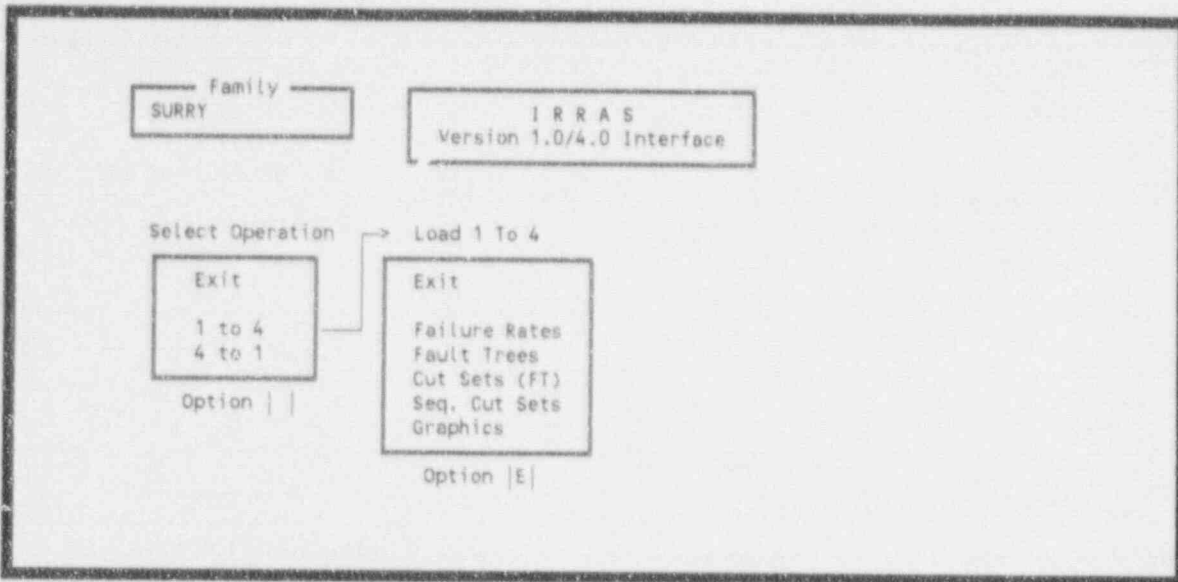 Family
SURRY
I R R A S
Version 1.0/4.0 Interface
Select Operation
Exit
1 to 4
4 to 1
Option | |
Load 1 To 4
Exit
Failure Rates
Fault Trees
Cut Sets (FT)
Seq. Cut Sets
Graphics
Option |E|